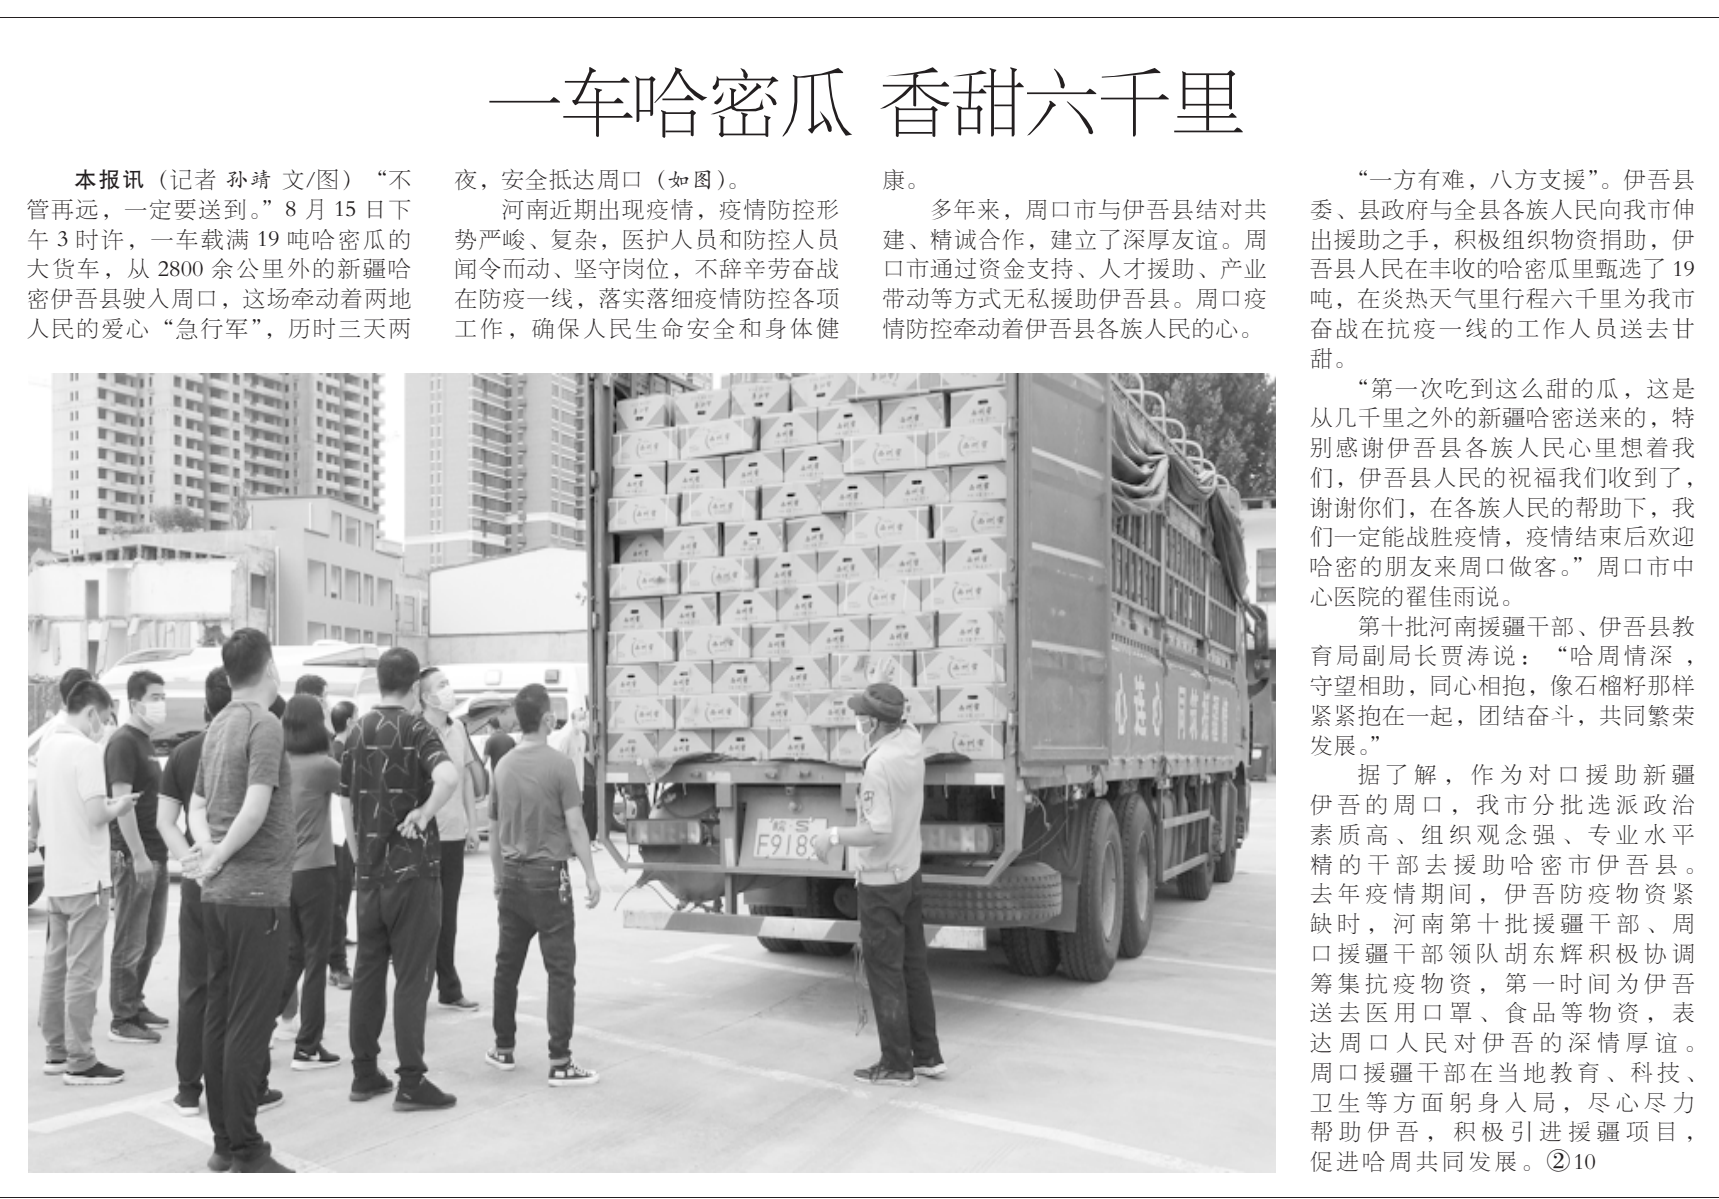 一车哈密瓜 香甜六千里
本报讯（记者 孙靖 文/图）“不
管再远，一定要送到。”8 月 15 日下
午 3 时许，一车载满 19 吨哈密瓜的
大货车，从 2800 余公里外的新疆哈
密伊吾县驶入周口，这场牵动着两地
人民的爱心“急行军”，历时三天两
夜，安全抵达周口（如图）。
河南近期出现疫情，疫情防控形
势严峻、复杂，医护人员和防控人员
闻令而动、坚守岗位，不辞辛劳奋战
在防疫一线，落实落细疫情防控各项
工作，确保人民生命安全和身体健
康。
多年来，周口市与伊吾县结对共
建、精诚合作，建立了深厚友谊。周
口市通过资金支持、人才援助、产业
带动等方式无私援助伊吾县。周口疫
情防控牵动着伊吾县各族人民的心。
“一方有难，八方支援”。伊吾县
委、县政府与全县各族人民向我市伸
出援助之手，积极组织物资捐助，伊
吾县人民在丰收的哈密瓜里甄选了 19
吨，在炎热天气里行程六千里为我市
奋战在抗疫一线的工作人员送去甘
甜。
“第一次吃到这么甜的瓜，这是
从几千里之外的新疆哈密送来的，特
别感谢伊吾县各族人民心里想着我
们，伊吾县人民的祝福我们收到了，
谢谢你们，在各族人民的帮助下，我
们一定能战胜疫情，疫情结束后欢迎
哈密的朋友来周口做客。”周口市中
心医院的翟佳雨说。
第十批河南援疆干部、伊吾县教
育局副局长贾涛说：“哈周情深，
守望相助，同心相抱，像石榴籽那样
紧紧抱在一起，团结奋斗，共同繁荣
发展。”
据了解，作为对口援助新疆
伊吾的周口，我市分批选派政治
素质高、组织观念强、专业水平
精的干部去援助哈密市伊吾县。
去年疫情期间，伊吾防疫物资紧
缺时，河南第十批援疆干部、周
口援疆干部领队胡东辉积极协调
筹集抗疫物资，第一时间为伊吾
送去医用口罩、食品等物资，表
达周口人民对伊吾的深情厚谊。
周口援疆干部在当地教育、科技、
卫生等方面躬身入局，尽心尽力
帮助伊吾，积极引进援疆项目，
促进哈周共同发展。②10
皖·S
F9189